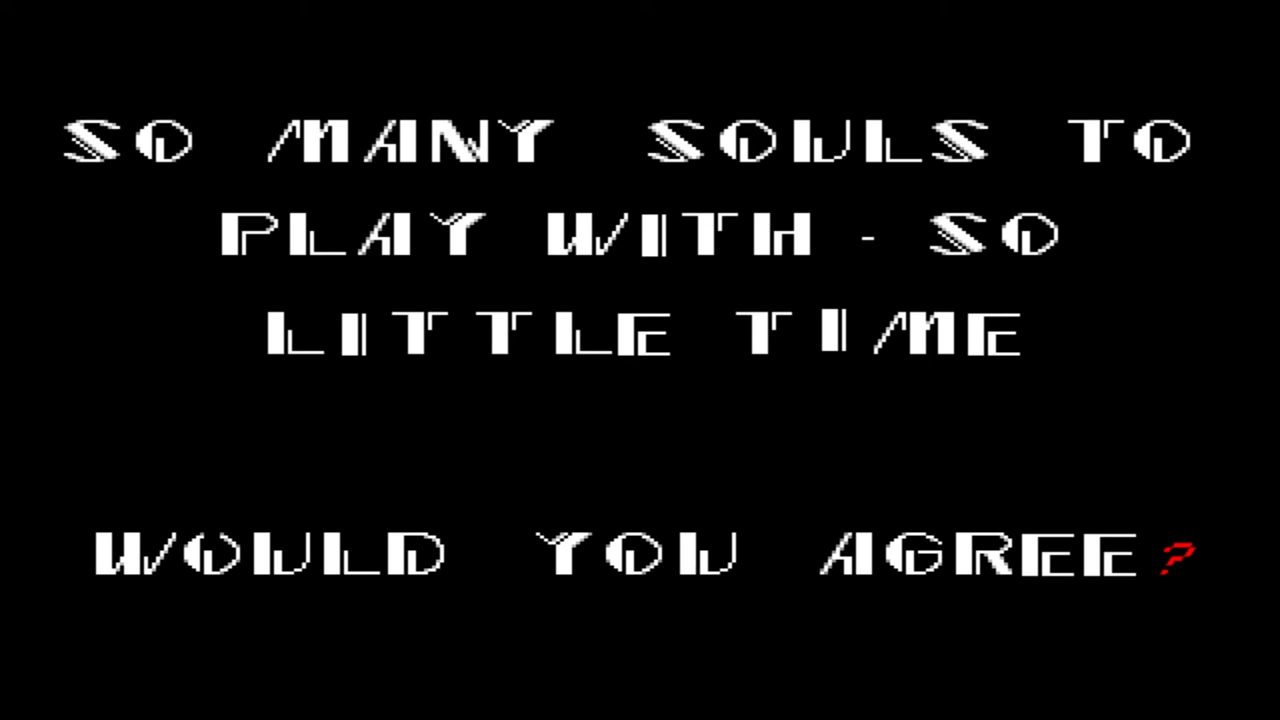 SO MANY SOULS TO
PLAY WITH - SO
LITTLE TIME
WOULD YOU AGREE?